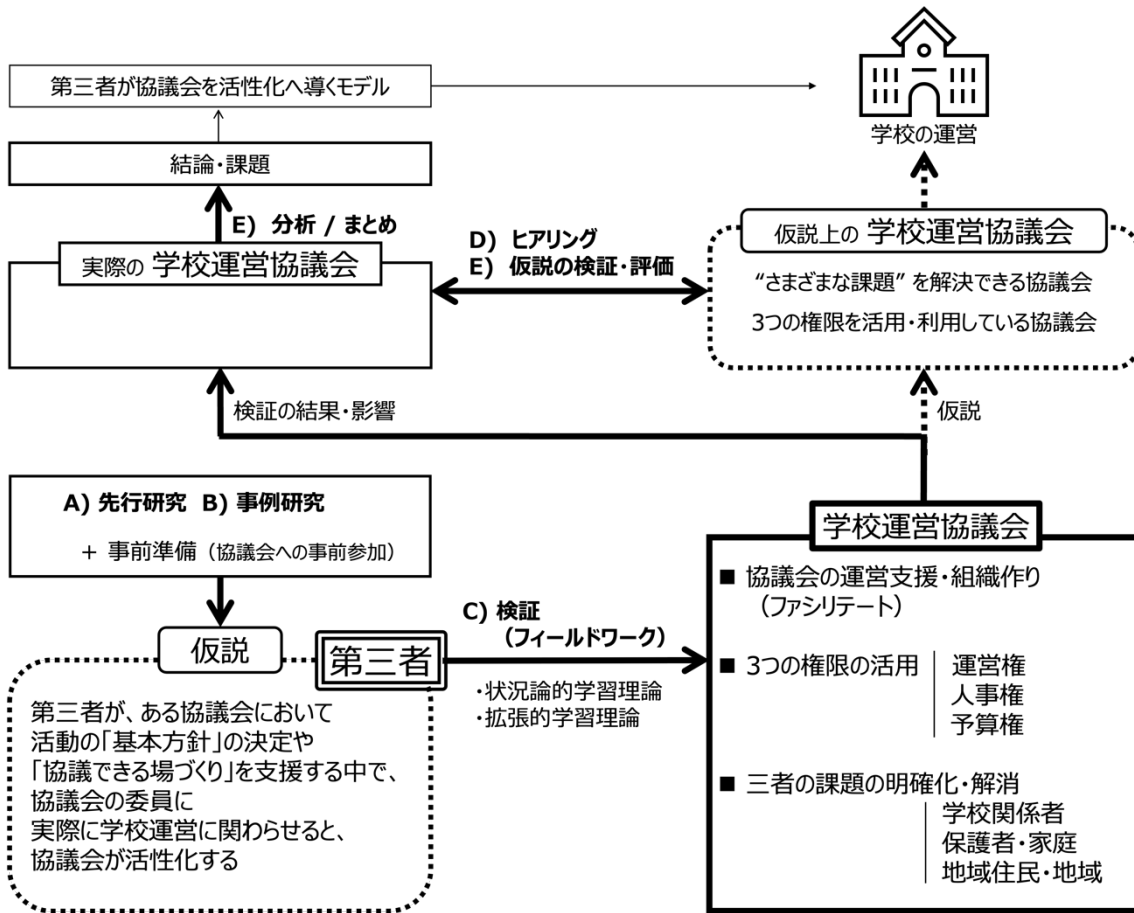 第三者が協議会を活性化へ導くモデル
学校の運営
結論・課題
E) 分析 / まとめ
実際の 学校運営協議会
D) ヒアリング
E) 仮説の検証・評価
仮説上の 学校運営協議会
“さまざまな課題” を解決できる協議会
3つの権限を活用・利用している協議会
検証の結果・影響
仮説
A) 先行研究 B) 事例研究
+ 事前準備（協議会への事前参加）
仮説
第三者
第三者が、ある協議会において
活動の「基本方針」の決定や
「協議できる場づくり」を支援する中で、
協議会の委員に
実際に学校運営に関わらせると、
協議会が活性化する
C) 検証
（フィールドワーク）
・状況論的学習理論
・拡張的学習理論
学校運営協議会
■ 協議会の運営支援・組織作り
（ファシリテート）
■ 3つの権限の活用
運営権
人事権
予算権
■ 三者の課題の明確化・解消
学校関係者
保護者・家庭
地域住民・地域